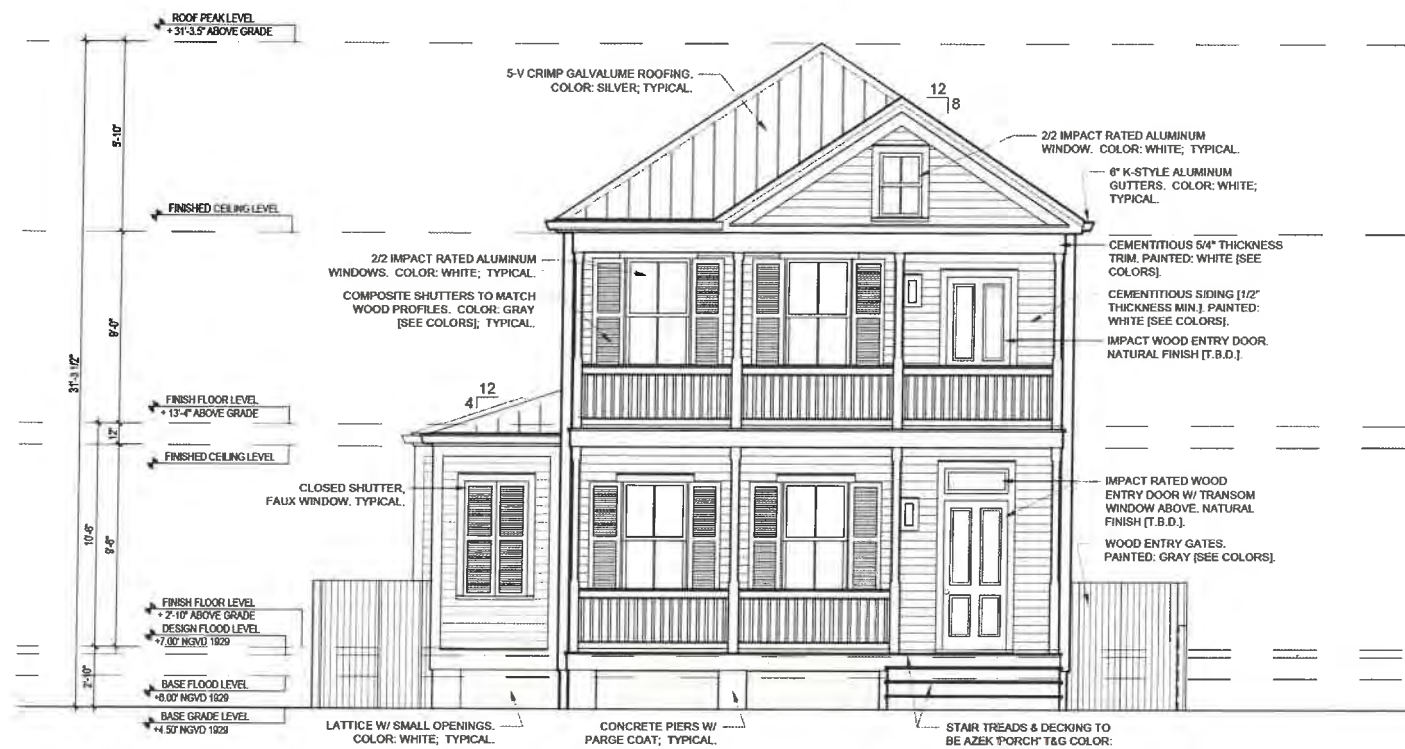 ROOF PEAK LEVEL
+ 31'-3.5" ABOVE GRADE
5-V CRIMP GALVALUME ROOFING.
COLOR: SILVER; TYPICAL.
12
8
2/2 IMPACT RATED ALUMINUM
WINDOW. COLOR: WHITE; TYPICAL.
6" K-STYLE ALUMINUM
GUTTERS. COLOR: WHITE;
TYPICAL.
FINISHED CEILING LEVEL
2/2 IMPACT RATED ALUMINUM
WINDOWS. COLOR: WHITE; TYPICAL.
COMPOSITE SHUTTERS TO MATCH
WOOD PROFILES. COLOR: GRAY
[SEE COLORS]; TYPICAL.
CEMENTITIOUS 5/4" THICKNESS
TRIM. PAINTED: WHITE [SEE
COLORS].
CEMENTITIOUS SIDING [1/2"
THICKNESS MIN.]. PAINTED:
WHITE [SEE COLORS].
IMPACT WOOD ENTRY DOOR.
NATURAL FINISH [T.B.D.].
9'-0"
31'-3 1/2"
12
4
FINISH FLOOR LEVEL
+ 13'-4" ABOVE GRADE
12"
FINISHED CEILING LEVEL
CLOSED SHUTTER,
FAUX WINDOW. TYPICAL.
IMPACT RATED WOOD
ENTRY DOOR W/ TRANSOM
WINDOW ABOVE. NATURAL
FINISH [T.B.D.].
WOOD ENTRY GATES.
PAINTED: GRAY [SEE COLORS].
10'-6"
9'-6"
FINISH FLOOR LEVEL
+ 2'-10" ABOVE GRADE
DESIGN FLOOD LEVEL
+7.00' NGVD 1929
2'-10"
BASE FLOOD LEVEL
NGVD 1929
BASE GRADE LEVEL
+4.50' NGVD 1929
LATTICE W/ SMALL OPENINGS.
COLOR: WHITE; TYPICAL.
CONCRETE PIERS W/
PARGE COAT; TYPICAL.
STAIR TREADS & DECKING TO
BE AZEK 'PORCH' T&G COLOR: